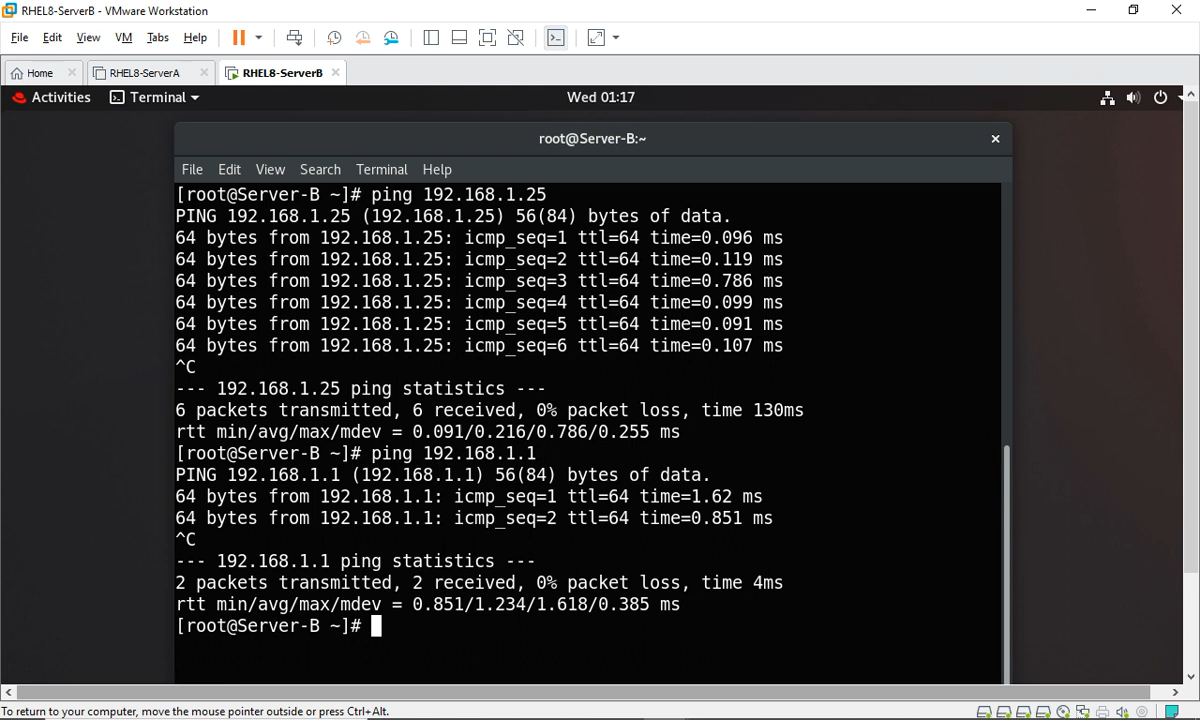 RHEL8-ServerB - VMware Workstation
File Edit View VM Tabs Help
Home RHEL8-ServerA RHEL8-ServerB
Activities Terminal Wed 01:17
root@Server-B:~
File Edit View Search Terminal Help
[root@Server-B ~]# ping 192.168.1.25
PING 192.168.1.25 (192.168.1.25) 56(84) bytes of data.
64 bytes from 192.168.1.25: icmp_seq=1 ttl=64 time=0.096 ms
64 bytes from 192.168.1.25: icmp_seq=2 ttl=64 time=0.119 ms
64 bytes from 192.168.1.25: icmp_seq=3 ttl=64 time=0.786 ms
64 bytes from 192.168.1.25: icmp_seq=4 ttl=64 time=0.099 ms
64 bytes from 192.168.1.25: icmp_seq=5 ttl=64 time=0.091 ms
64 bytes from 192.168.1.25: icmp_seq=6 ttl=64 time=0.107 ms
^C
--- 192.168.1.25 ping statistics ---
6 packets transmitted, 6 received, 0% packet loss, time 130ms
rtt min/avg/max/mdev = 0.091/0.216/0.786/0.255 ms
[root@Server-B ~]# ping 192.168.1.1
PING 192.168.1.1 (192.168.1.1) 56(84) bytes of data.
64 bytes from 192.168.1.1: icmp_seq=1 ttl=64 time=1.62 ms
64 bytes from 192.168.1.1: icmp_seq=2 ttl=64 time=0.851 ms
^C
--- 192.168.1.1 ping statistics ---
2 packets transmitted, 2 received, 0% packet loss, time 4ms
rtt min/avg/max/mdev = 0.851/1.234/1.618/0.385 ms
[root@Server-B ~]#
To return to your computer, move the mouse pointer outside or press Ctrl+Alt.